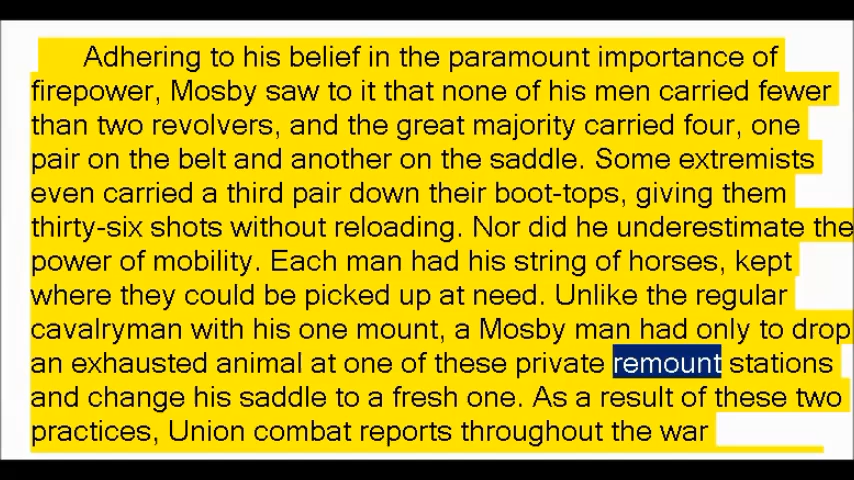 Adhering to his belief in the paramount importance of
firepower, Mosby saw to it that none of his men carried fewer
than two revolvers, and the great majority carried four, one
pair on the belt and another on the saddle. Some extremists
even carried a third pair down their boot-tops, giving them
thirty-six shots without reloading. Nor did he underestimate the
power of mobility. Each man had his string of horses, kept
where they could be picked up at need. Unlike the regular
cavalryman with his one mount, a Mosby man had only to drop
an exhausted animal at one of these private remount stations
and change his saddle to a fresh one. As a result of these two
practices, Union combat reports throughout the war